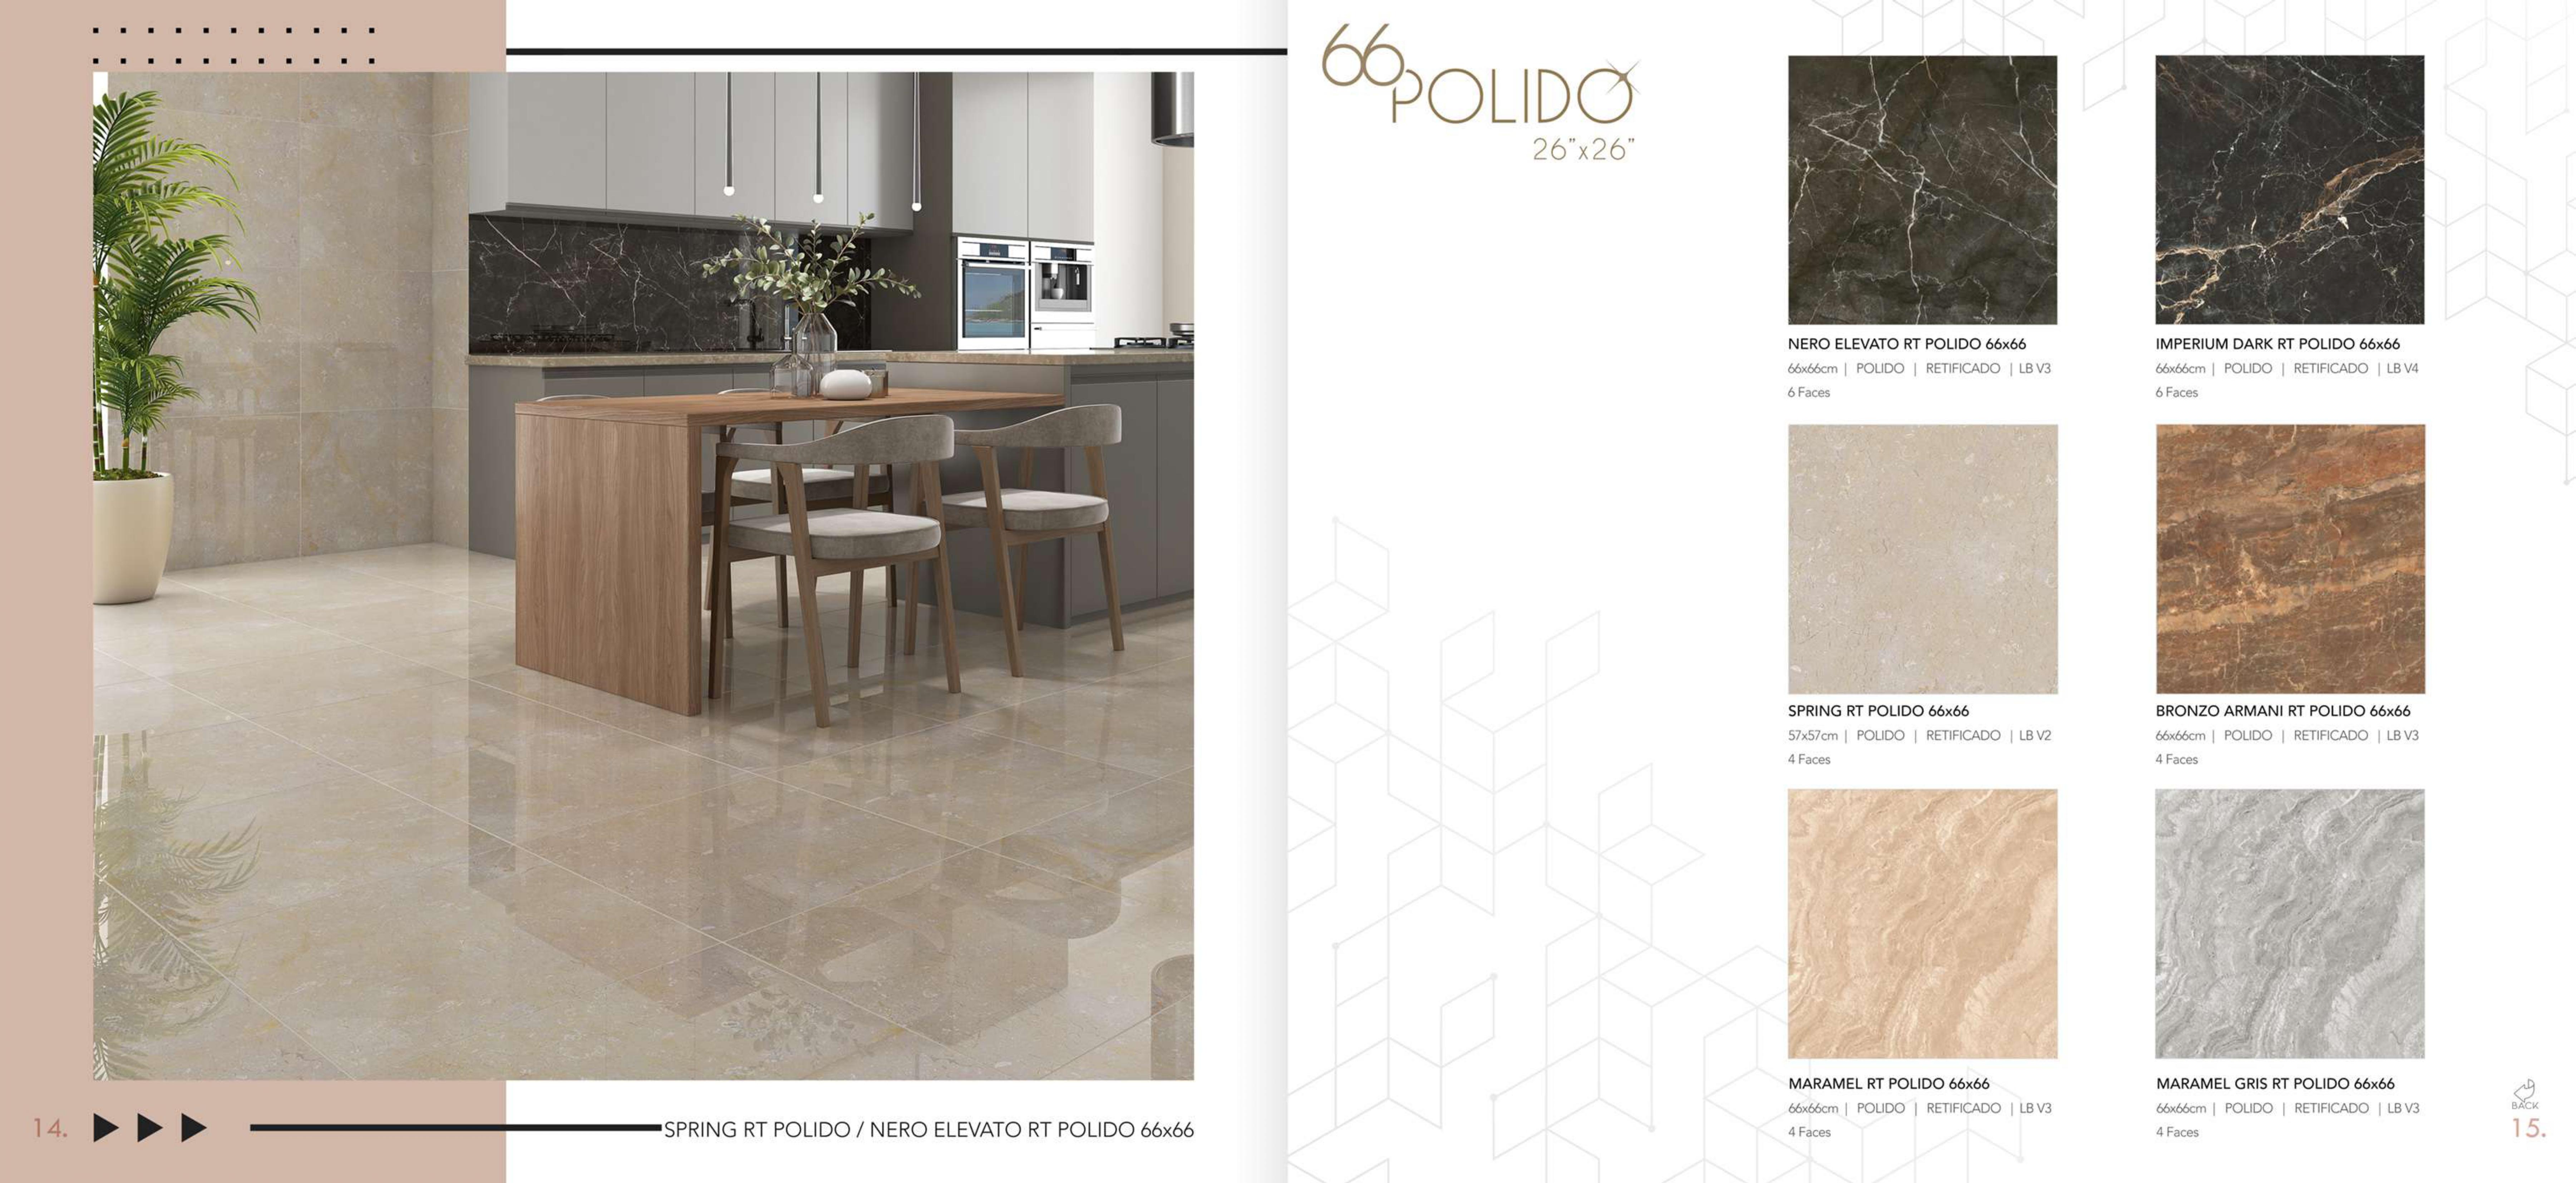 14.
SPRING RT POLIDO / NERO ELEVATO RT POLIDO 66x66
66
POLIDO
26"x26"
NERO ELEVATO RT POLIDO 66x66
66x66cm | POLIDO | RETIFICADO | LB V3
6 Faces
IMPERIUM DARK RT POLIDO 66x66
66x66cm | POLIDO | RETIFICADO | LB V4
6 Faces
SPRING RT POLIDO 66x66
57x57cm | POLIDO | RETIFICADO | LB V2
4 Faces
BRONZO ARMANI RT POLIDO 66x66
66x66cm | POLIDO | RETIFICADO | LB V3
4 Faces
MARAMEL RT POLIDO 66x66
66x66cm | POLIDO | RETIFICADO | LB V3
4 Faces
MARAMEL GRIS RT POLIDO 66x66
66x66cm | POLIDO | RETIFICADO | LB V3
4 Faces
BACK
15.